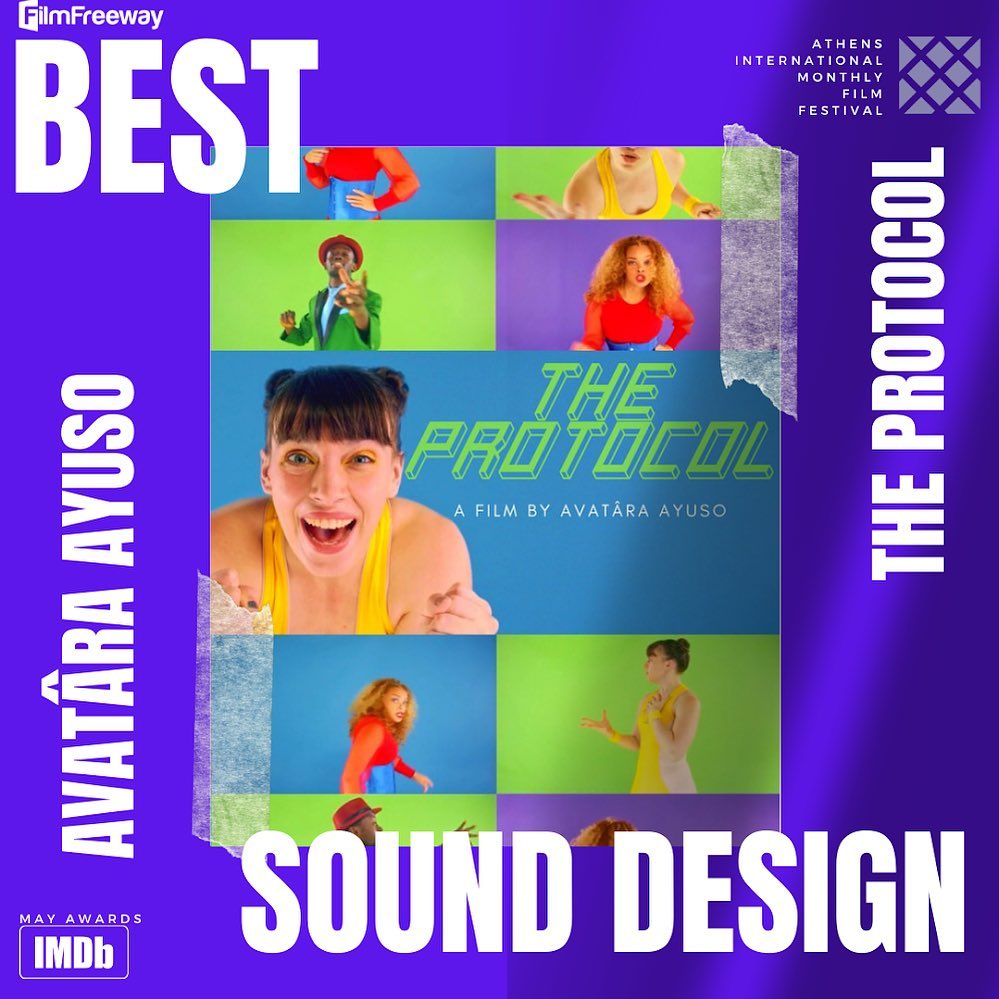 FilmFreeway
BEST
ATHENS
INTERNATIONAL
MONTHLY
FILM
FESTIVAL
THE PROTOCOL
THE
PROTOCOL
A FILM BY AVATÂRA AYUSO
AVATÂRA AYUSO
SOUND DESIGN
MAY AWARDS
IMDb